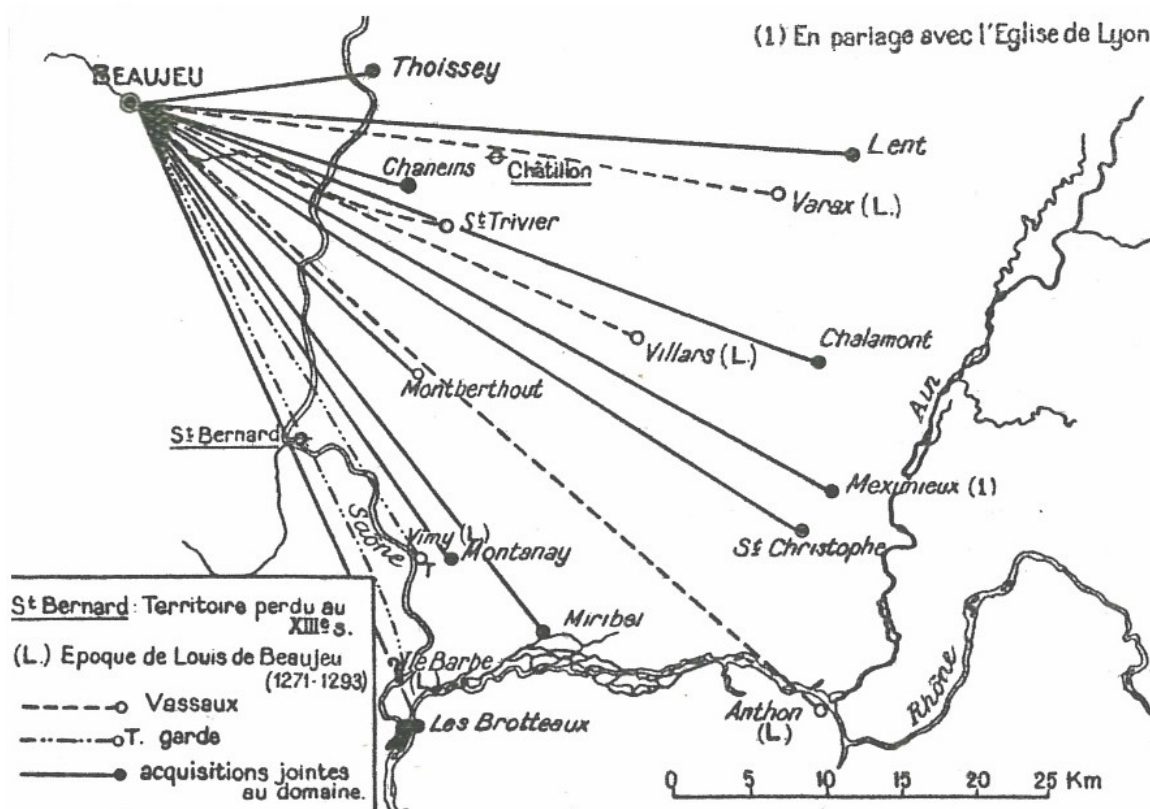 (1) En partage avec l'Eglise de Lyon
BEAUJEU
Thoissey
Lent
Chaneins
Châtillon
Varax (L.)
St Trivier
Villars (L.)
Chalamont
Montberthout
Ain
St Bernard
Meximieux (1)
Saône
Vimy (L)
Montanay
St Christophe
Miribel
Barbe
Rhône
Les Brotteaux
Anthon
(L.)
St Bernard : Territoire perdu au
XIIIe s.
(L.) Epoque de Louis de Beaujeu
(1271-1293)
Vassaux
T. garde
acquisitions jointes
au domaine.
0 5 10 15 20 25 Km